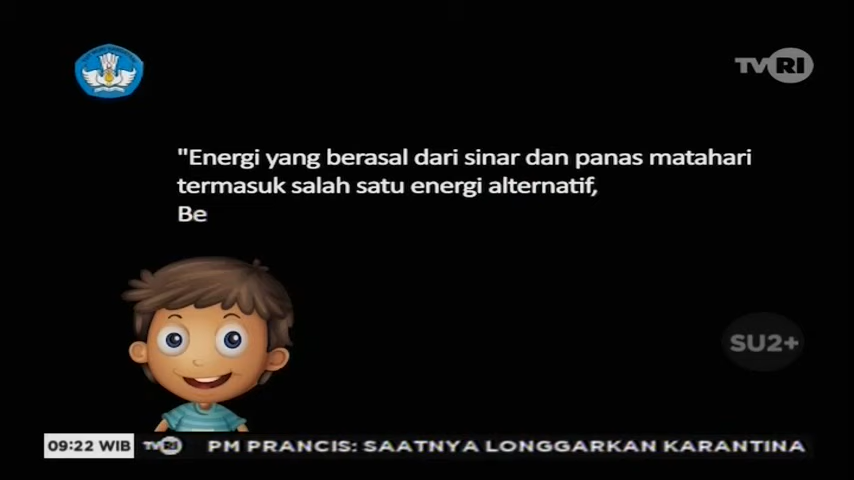 TVRI
"Energi yang berasal dari sinar dan panas matahari
termasuk salah satu energi alternatif,
Be
SU2+
09:22 WIB TVRI PM PRANCIS: SAATNYA LONGGARKAN KARANTINA